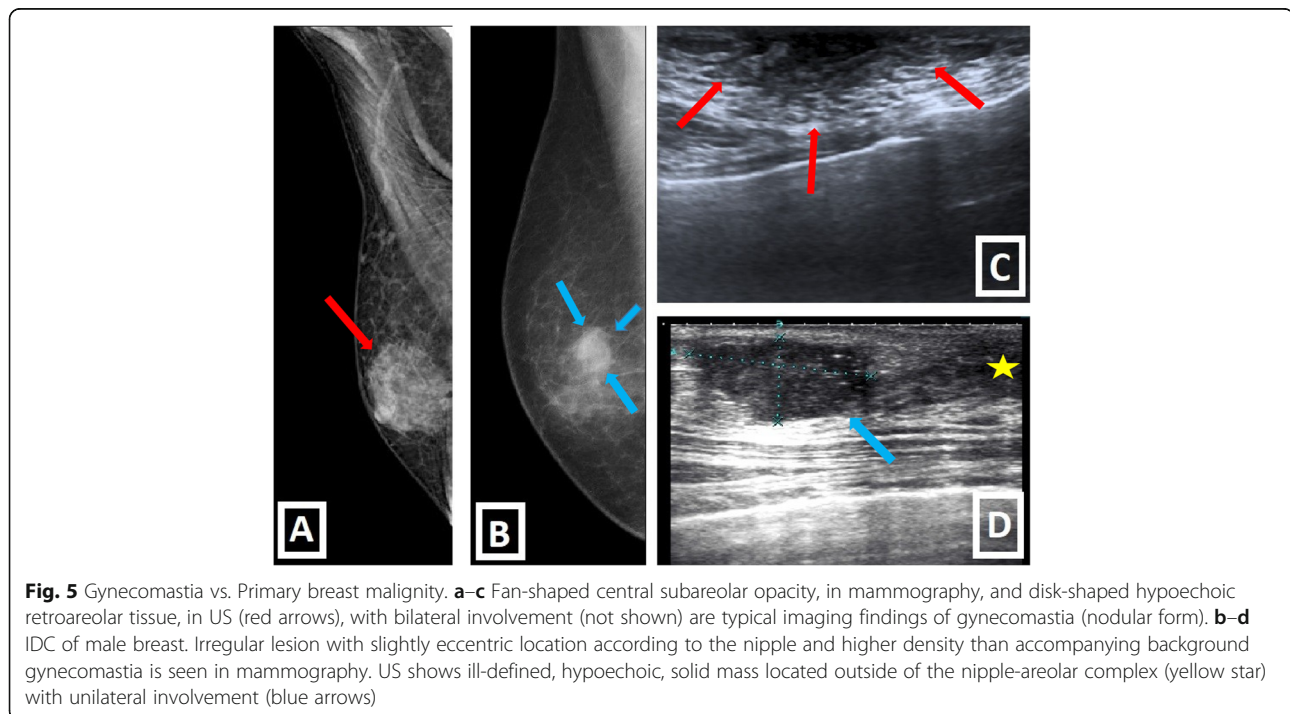 A
B
C
D
Fig. 5 Gynecomastia vs. Primary breast malignity. a–c Fan-shaped central subareolar opacity, in mammography, and disk-shaped hypoechoic
retroareolar tissue, in US (red arrows), with bilateral involvement (not shown) are typical imaging findings of gynecomastia (nodular form). b–d
IDC of male breast. Irregular lesion with slightly eccentric location according to the nipple and higher density than accompanying background
gynecomastia is seen in mammography. US shows ill-defined, hypoechoic, solid mass located outside of the nipple-areolar complex (yellow star)
with unilateral involvement (blue arrows)